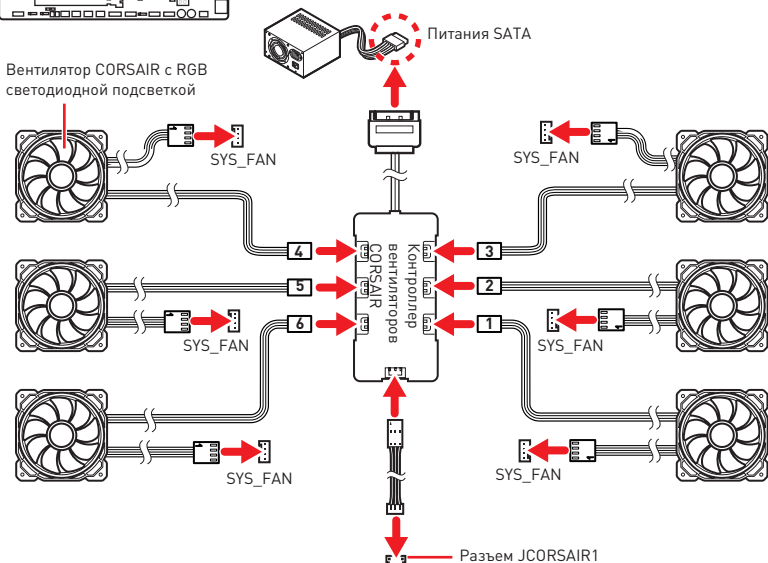 Питания SATA
Вентилятор CORSAIR с RGB
светодиодной подсветкой
SYS_FAN
SYS_FAN
4
3
5
2
6
1
Контроллер
вентиляторов
CORSAIR
SYS_FAN
SYS_FAN
SYS_FAN
SYS_FAN
Разъем JCORSAIR1